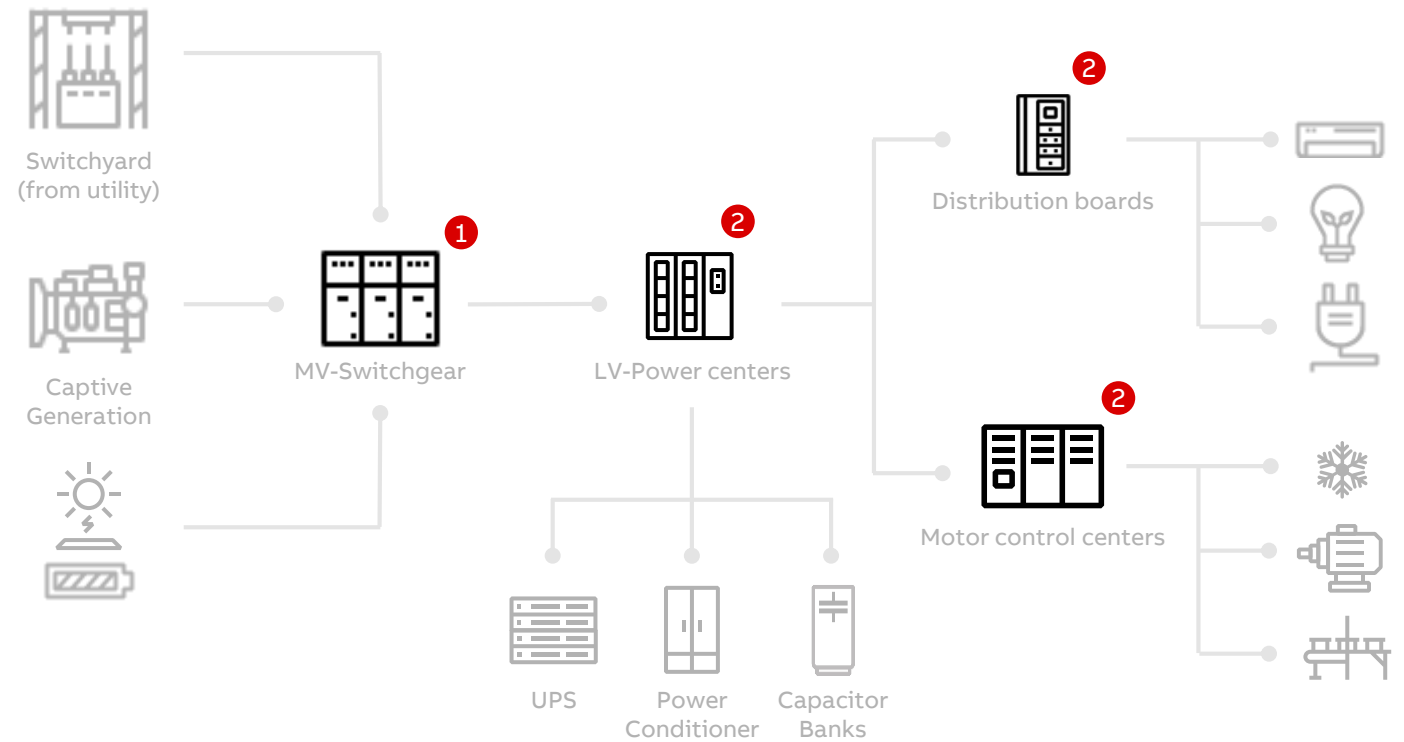 Switchyard
(from utility)
Captive
Generation
1
MV-Switchgear
2
LV-Power centers
UPS
Power
Conditioner
Capacitor
Banks
2
Distribution boards
2
Motor control centers